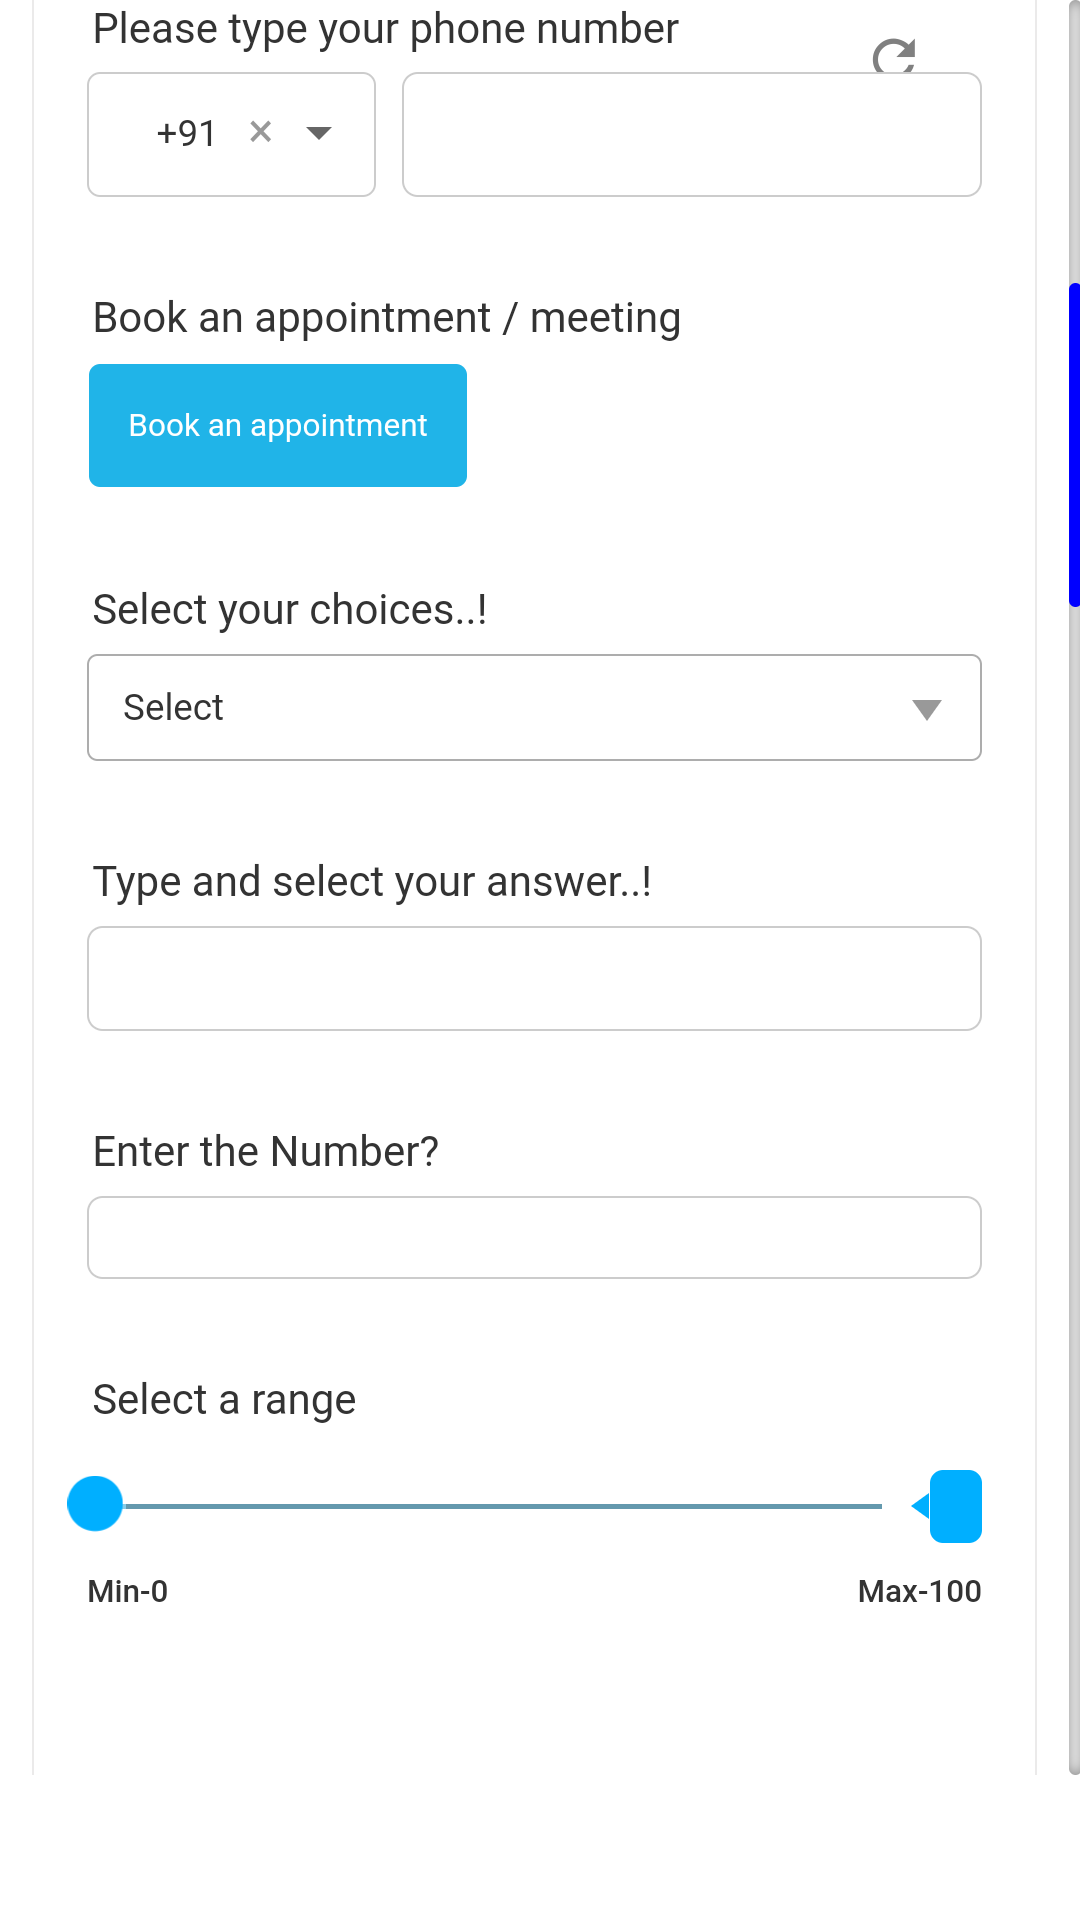 Please type your phone number
+91
Book an appointment / meeting
Book an appointment
Select your choices..!
Select
Type and select your answer..!
Enter the Number?
Select a range
Min-0 Max-100